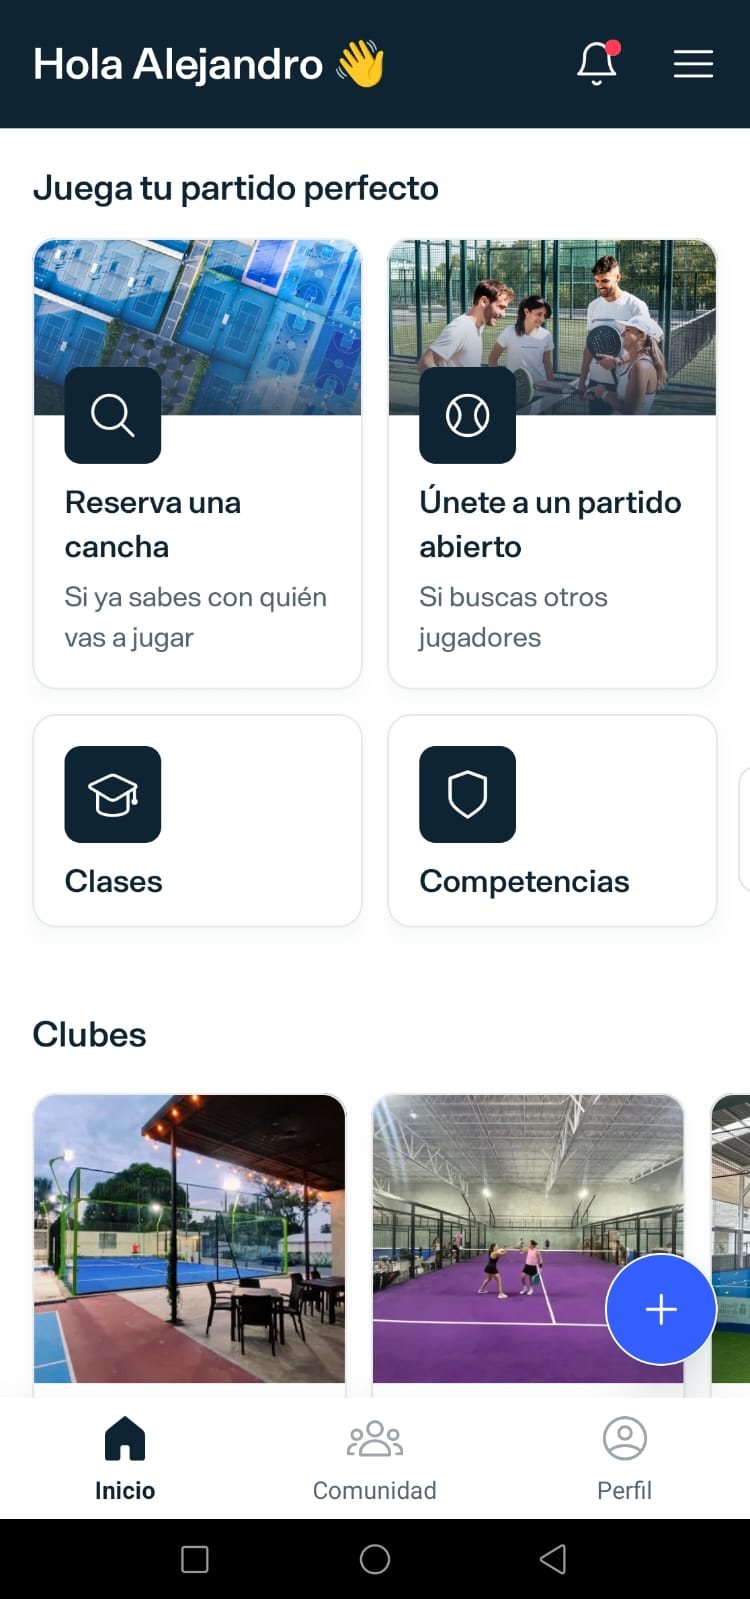 Hola Alejandro 👋
Juega tu partido perfecto
Reserva una
cancha
Si ya sabes con quién
vas a jugar
Únete a un partido
abierto
Si buscas otros
jugadores
Clases
Competencias
Clubes
Inicio
Comunidad
Perfil